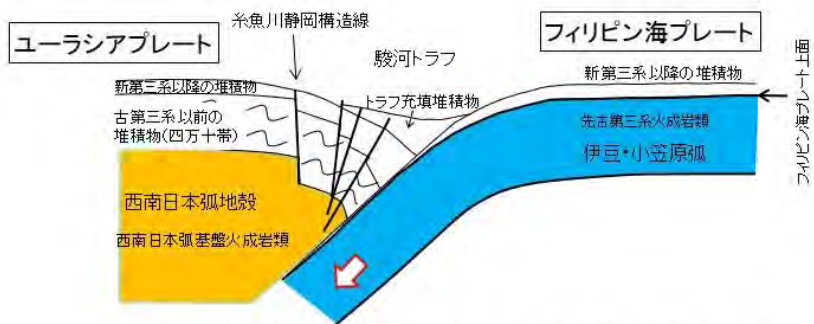 糸魚川静岡構造線
ユーラシアプレート
フィリピン海プレート
駿河トラフ
新第三系以降の堆積物
新第三系以降の堆積物
トラフ充填堆積物
古第三系以前の
堆積物(四万十帯)
先古第三系火成岩類
伊豆・小笠原弧
フィリピン海プレート上面
西南日本弧地殻
西南日本弧基盤火成岩類